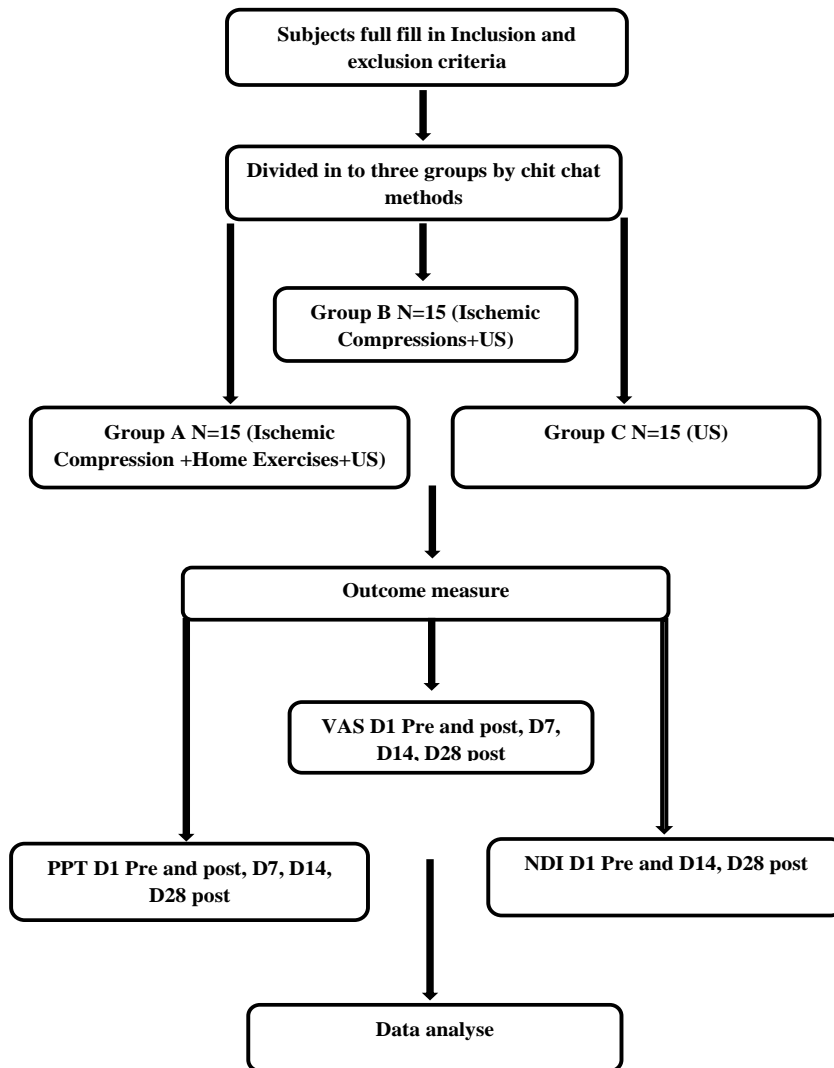 Subjects full fill in Inclusion and
exclusion criteria
Divided in to three groups by chit chat
methods
Group B N=15 (Ischemic
Compressions+US)
Group A N=15 (Ischemic
Compression +Home Exercises+US)
Group C N=15 (US)
Outcome measure
VAS D1 Pre and post, D7,
D14, D28 post
PPT D1 Pre and post, D7, D14,
D28 post
NDI D1 Pre and D14, D28 post
Data analyse